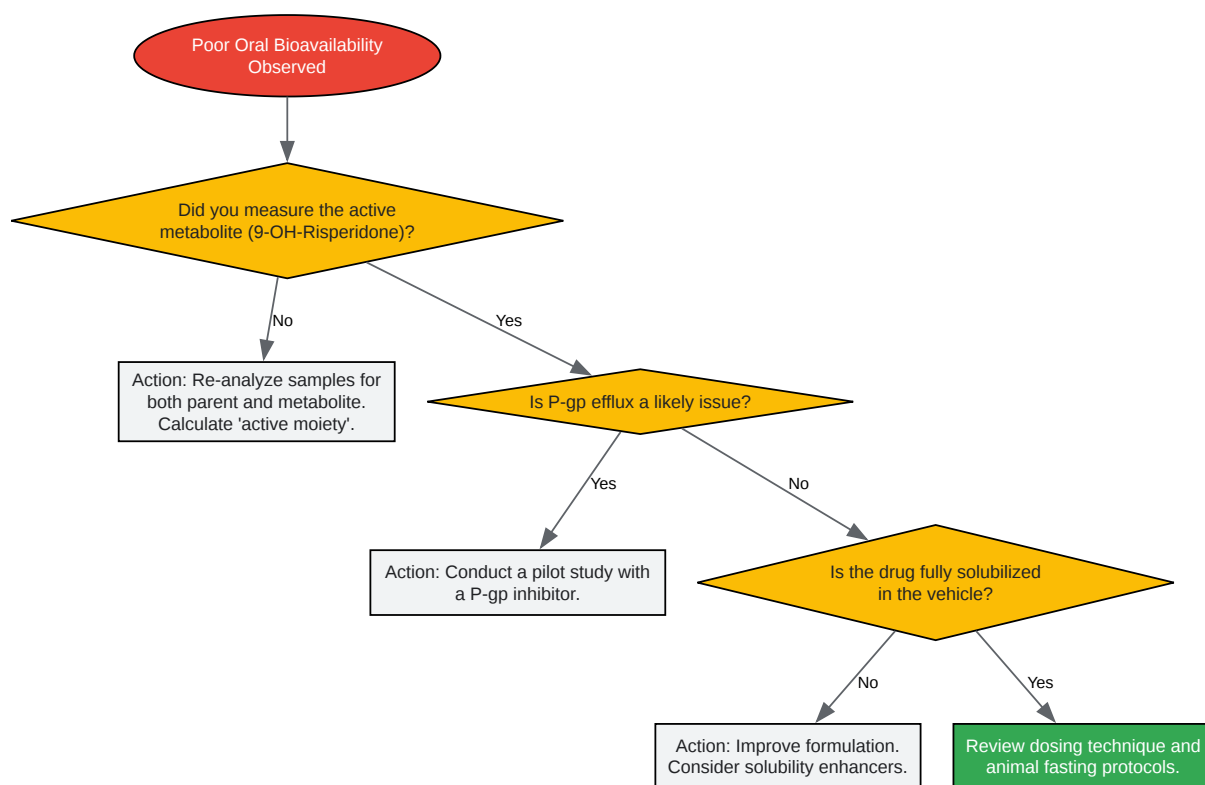 Poor Oral Bioavailability
Observed
Did you measure the active
metabolite (9-OH-Risperidone)?
No
Yes
Action: Re-analyze samples for
both parent and metabolite.
Calculate 'active moiety'.
Is P-gp efflux a likely issue?
Yes
No
Action: Conduct a pilot study with
a P-gp inhibitor.
Is the drug fully solubilized
in the vehicle?
No
Yes
Action: Improve formulation.
Consider solubility enhancers.
Review dosing technique and
animal fasting protocols.